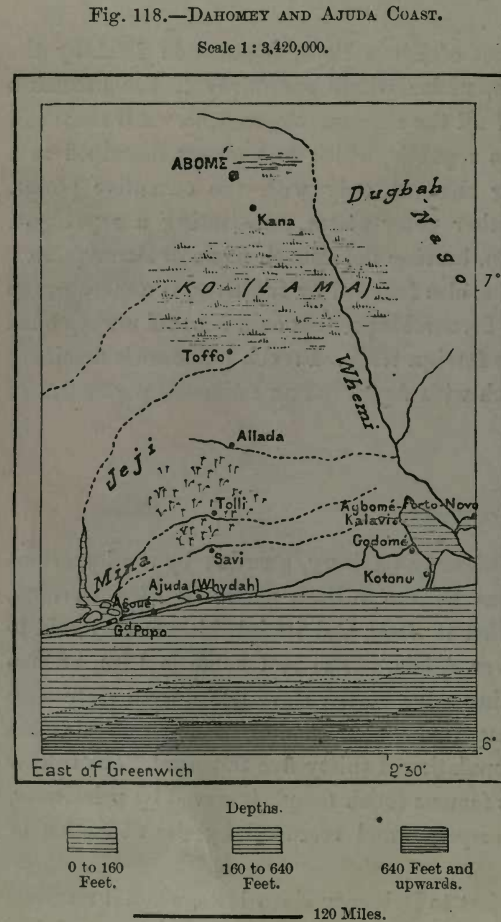 Fig. 118.—Dahomey and Ajuda Coast.
Scale 1 : 3,420,000.
ABOMÉ
Dugbah
Nago
Kana
7°
KO (LAMA)
Toffo
Whemi
Allada
Jeji
Tolli
Agbomé-
Porto-Novo
Kalavis
Godomé
Mina
Savi
Ajuda (Whydah)
Kotonu
Agoué
Gd. Popo
6°
East of Greenwich
2°30'
Depths.
0 to 160
Feet.
160 to 640
Feet.
640 Feet and
upwards.
120 Miles.